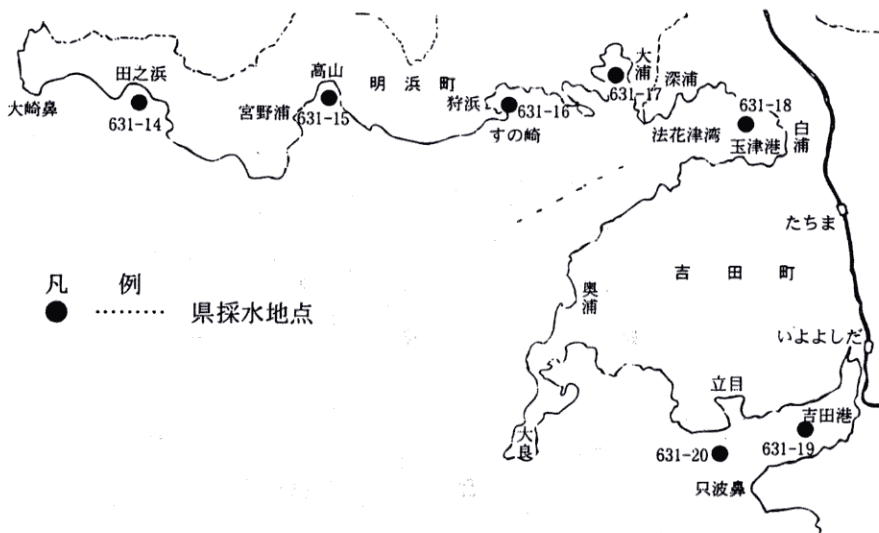 大崎鼻
田之浜
631-14
宮野浦
高山
631-15
明浜町
狩浜
631-16
すの崎
大浦
631-17
深浦
法花津湾
631-18
玉津港
白浦
たちま
吉田町
奥浦
いよよしだ
立目
大良
吉田港
631-19
631-20
只波鼻
凡例
●………県採水地点